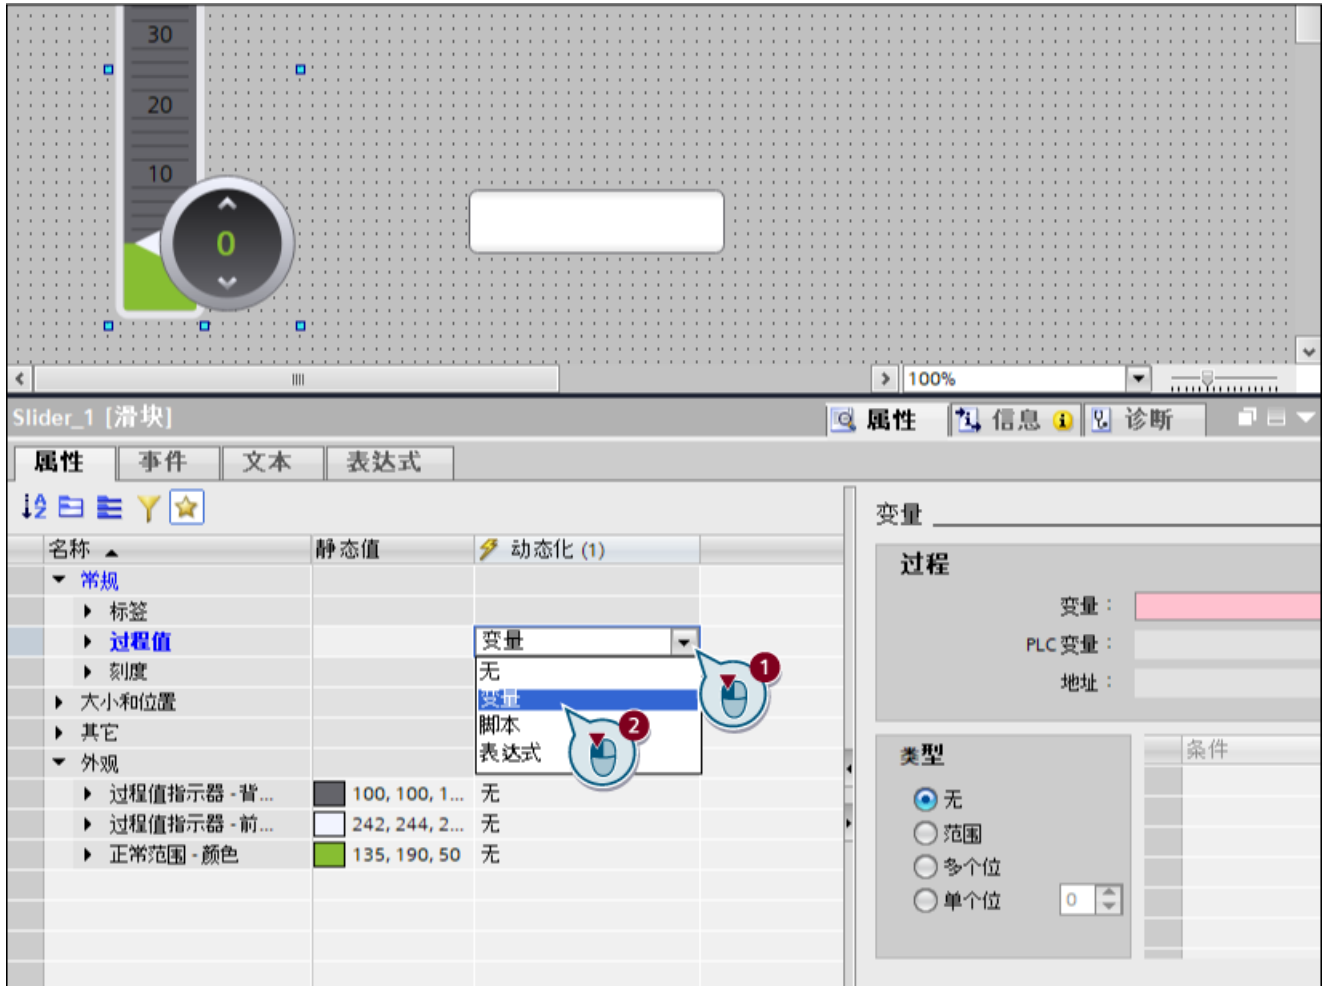 30
20
10
0
100%
Slider_1 [滑块]
属性 信息 诊断
属性 事件 文本 表达式
变量
名称 静态值 动态化 (1)
过程
常规
标签
变量：
过程值 变量
PLC 变量：
无
刻度
变量
地址：
大小和位置
脚本
其它
表达式
外观
类型 条件
过程值指示器 - 背... 100, 100, 1... 无
无
过程值指示器 - 前... 242, 244, 2... 无
范围
正常范围 - 颜色 135, 190, 50 无
多个位
单个位 0
1
2